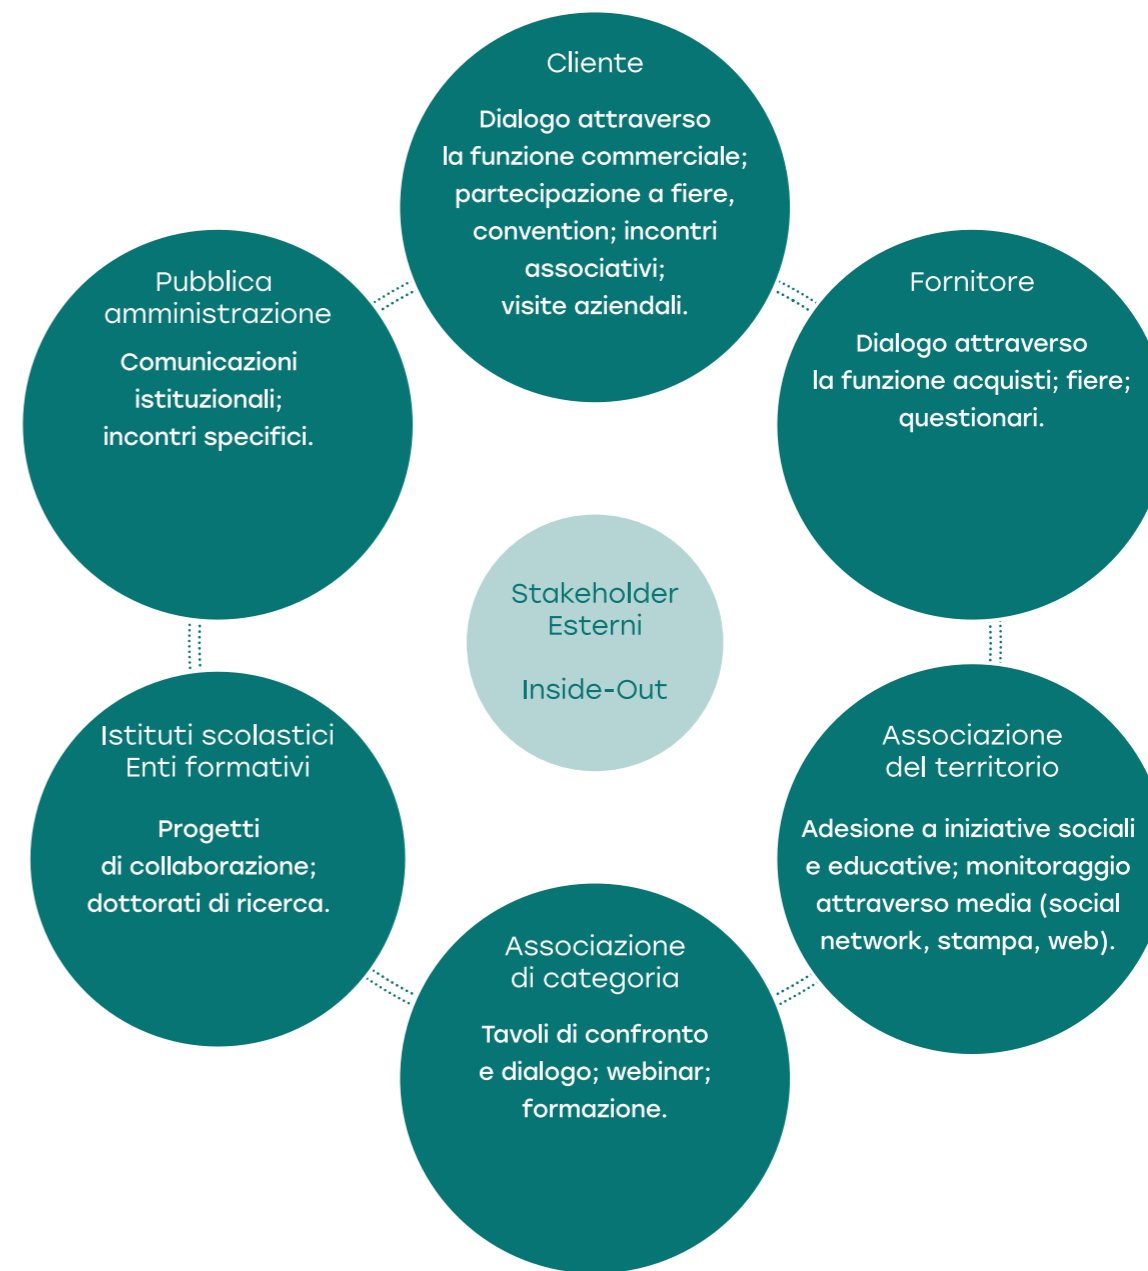 Cliente
Dialogo attraverso
la funzione commerciale;
partecipazione a fiere,
convention; incontri
associativi;
visite aziendali.
Pubblica
amministrazione
Comunicazioni
istituzionali;
incontri specifici.
Fornitore
Dialogo attraverso
la funzione acquisti; fiere;
questionari.
Stakeholder
Esterni
Inside-Out
Istituti scolastici
Enti formativi
Progetti
di collaborazione;
dottorati di ricerca.
Associazione
del territorio
Adesione a iniziative sociali
e educative; monitoraggio
attraverso media (social
network, stampa, web).
Associazione
di categoria
Tavoli di confronto
e dialogo; webinar;
formazione.